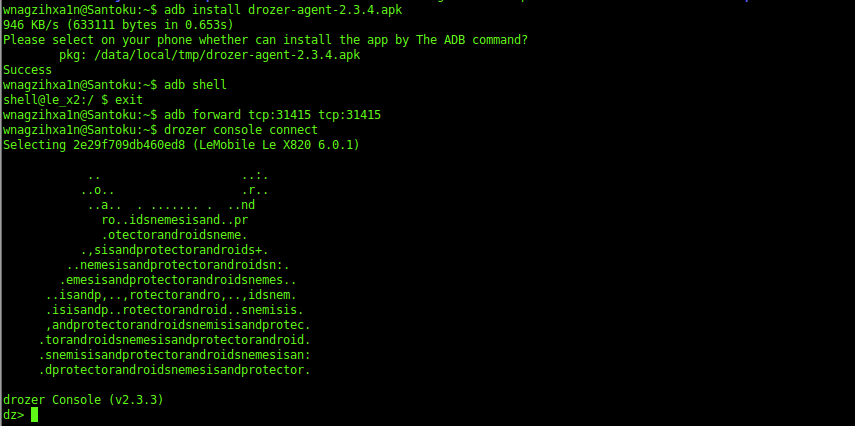 wnagzihxa1n@Santoku:~$ adb install drozer-agent-2.3.4.apk
946 KB/s (633111 bytes in 0.653s)
Please select on your phone whether can install the app by The ADB command?
        pkg: /data/local/tmp/drozer-agent-2.3.4.apk
Success
wnagzihxa1n@Santoku:~$ adb shell
shell@le_x2:/ $ exit
wnagzihxa1n@Santoku:~$ adb forward tcp:31415 tcp:31415
wnagzihxa1n@Santoku:~$ drozer console connect
Selecting 2e29f709db460ed8 (LeMobile Le X820 6.0.1)

            ..                    ..:.
           ..o..                  .r..
            ..a..  . ....... .  ..nd
              ro..idsnemesisand..pr
              .otectorandroidsneme.
           .,sisandprotectorandroids+.
         ..nemesisandprotectorandroidsn:.
        .emesisandprotectorandroidsnemes..
      ..isandp,..,rotectorandro,..,idsnem.
      .isisandp..rotectorandroid..snemisis.
      ,andprotectorandroidsnemisisandprotec.
     .torandroidsnemesisandprotectorandroid.
     .snemisisandprotectorandroidsnemesisan:
     .dprotectorandroidsnemesisandprotector.

drozer Console (v2.3.3)
dz>